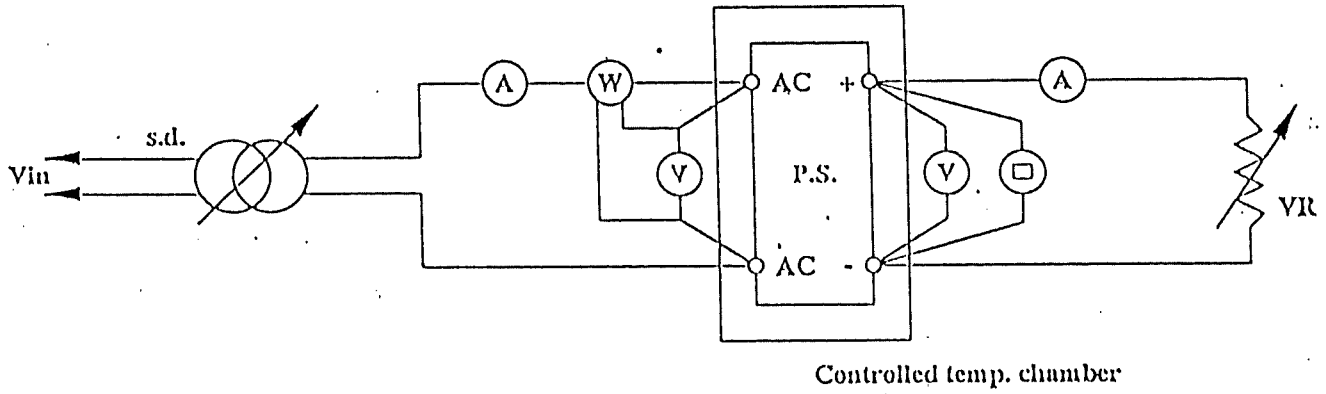 A
W
AC
+
A
s.d.
Vin
V
P.S.
V
VR
AC
-
Controlled temp. chamber